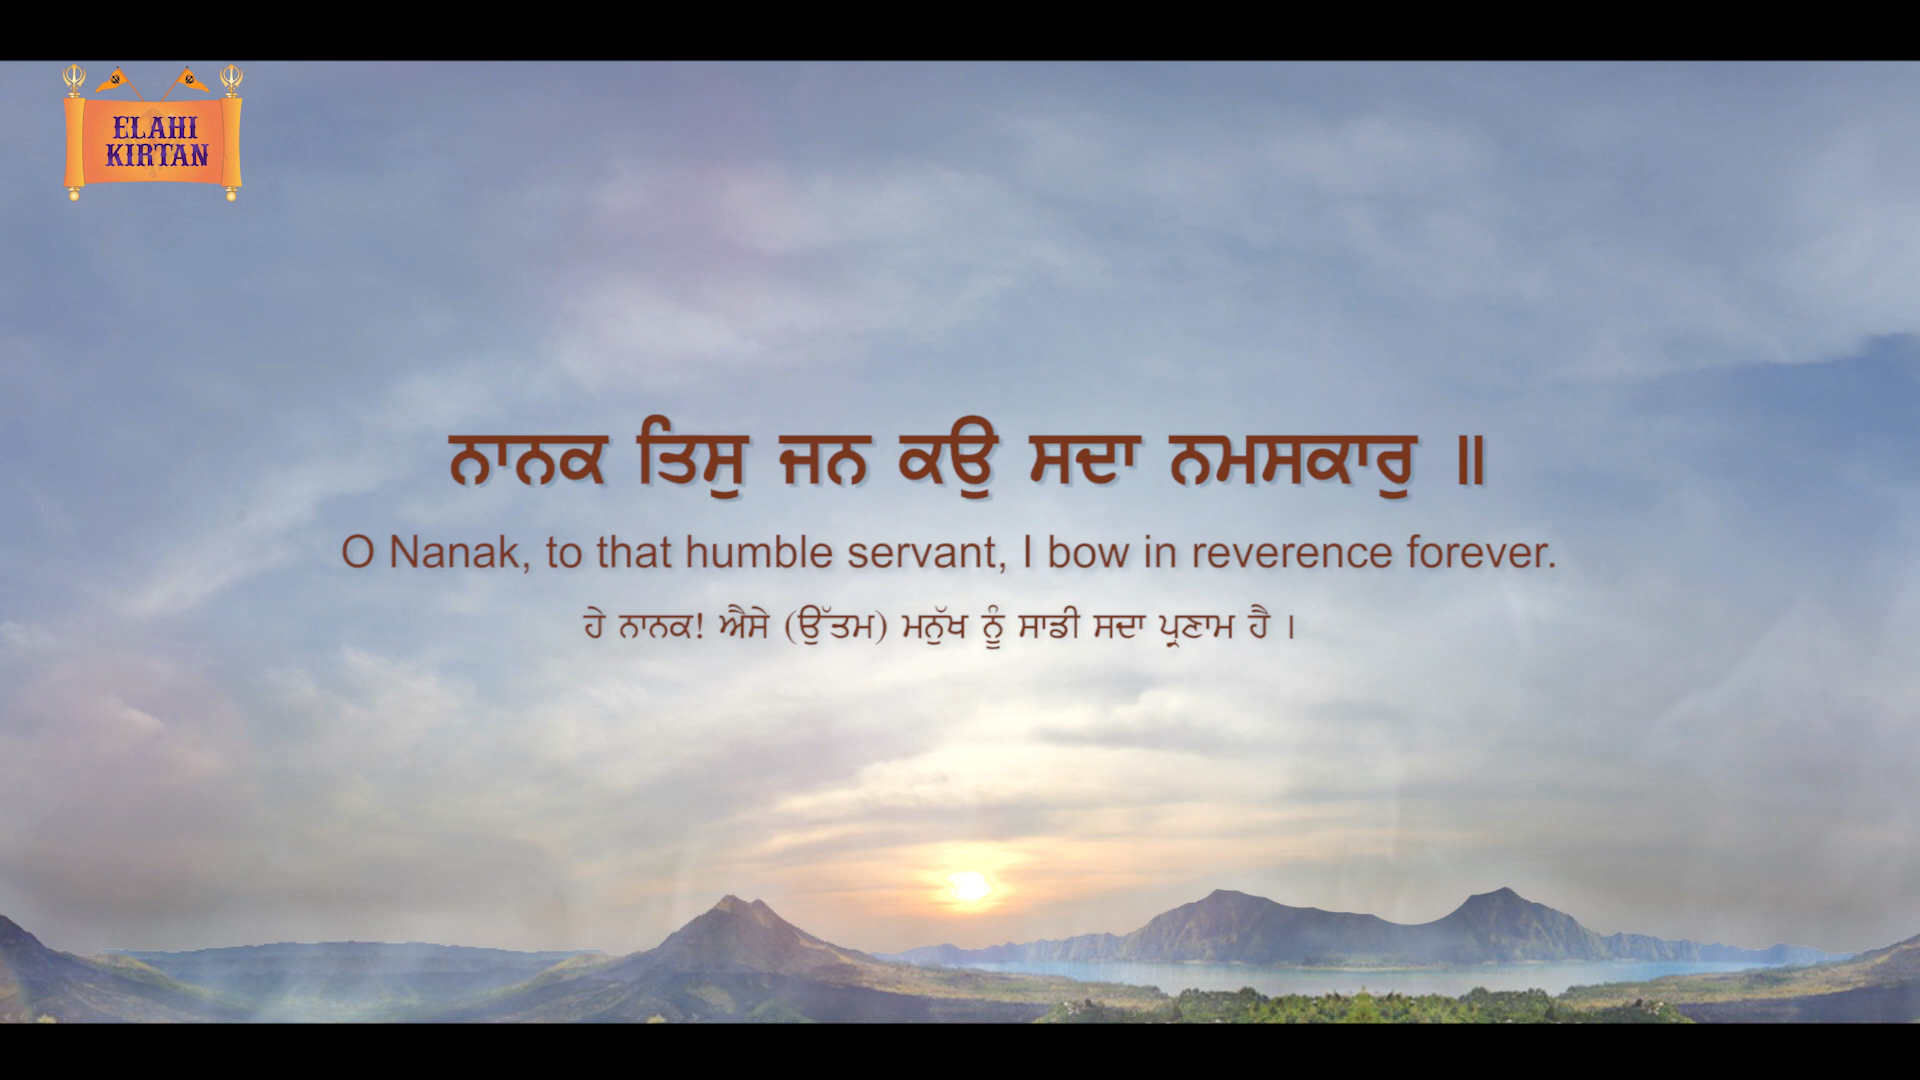 ELAHI
KIRTAN
ਨਾਨਕ ਤਿਸੁ ਜਨ ਕਉ ਸਦਾ ਨਮਸਕਾਰੁ ॥
O Nanak, to that humble servant, I bow in reverence forever.
ਹੇ ਨਾਨਕ! ਐਸੇ (ਉੱਤਮ) ਮਨੁੱਖ ਨੂੰ ਸਾਡੀ ਸਦਾ ਪ੍ਰਣਾਮ ਹੈ ।